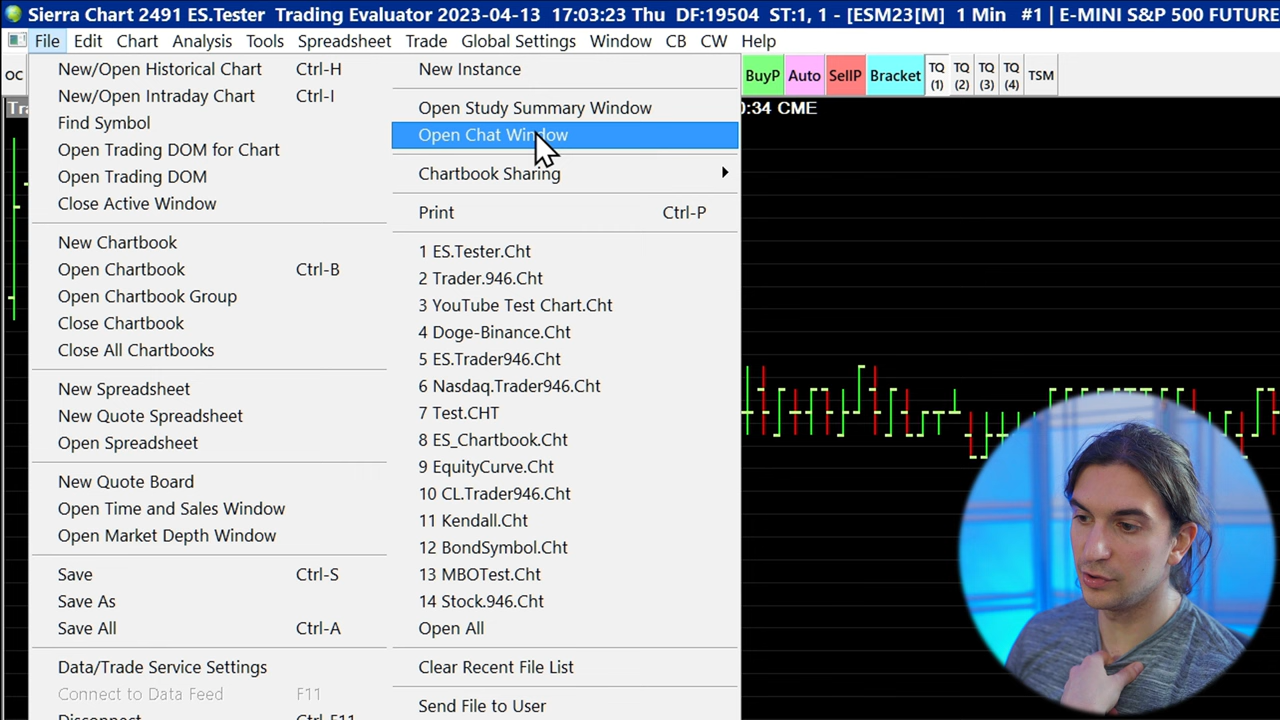 Sierra Chart 2491 ES.Tester Trading Evaluator 2023-04-13 17:03:23 Thu DF:19504 ST:1, 1 - [ESM23[M] 1 Min #1 | E-MINI S&P 500 FUTURE
File Edit Chart Analysis Tools Spreadsheet Trade Global Settings Window CB CW Help
OC
BuyP Auto SellP Bracket TQ (1) TQ (2) TQ (3) TQ (4) TSM
Tra
0:34 CME
New/Open Historical Chart Ctrl-H
New/Open Intraday Chart Ctrl-I
Find Symbol
Open Trading DOM for Chart
Open Trading DOM
Close Active Window
New Chartbook
Open Chartbook Ctrl-B
Open Chartbook Group
Close Chartbook
Close All Chartbooks
New Spreadsheet
New Quote Spreadsheet
Open Spreadsheet
New Quote Board
Open Time and Sales Window
Open Market Depth Window
Save Ctrl-S
Save As
Save All Ctrl-A
Data/Trade Service Settings
Connect to Data Feed F11
Disconnect Ctrl-F11
New Instance
Open Study Summary Window
Open Chat Window
Chartbook Sharing
Print Ctrl-P
1 ES.Tester.Cht
2 Trader.946.Cht
3 YouTube Test Chart.Cht
4 Doge-Binance.Cht
5 ES.Trader946.Cht
6 Nasdaq.Trader946.Cht
7 Test.CHT
8 ES_Chartbook.Cht
9 EquityCurve.Cht
10 CL.Trader946.Cht
11 Kendall.Cht
12 BondSymbol.Cht
13 MBOTest.Cht
14 Stock.946.Cht
Open All
Clear Recent File List
Send File to User